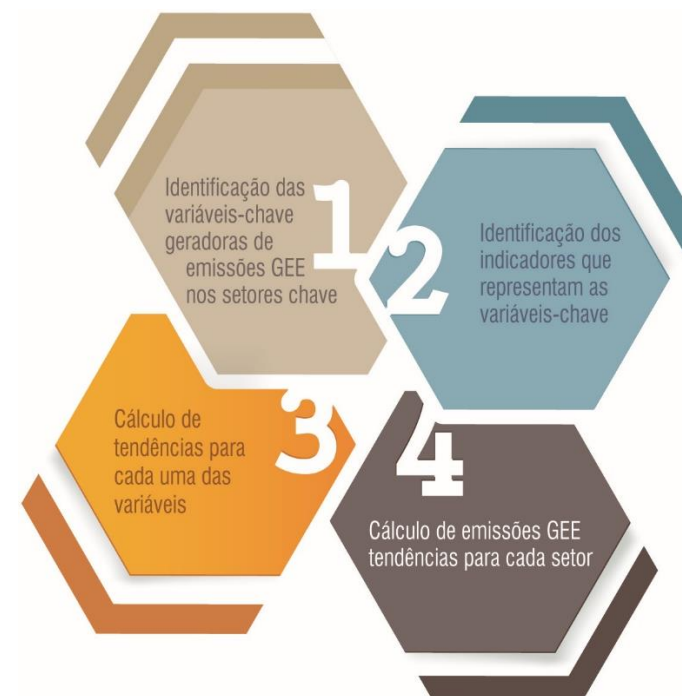 1
Identificação das
variáveis-chave
geradoras de
emissões GEE
nos setores chave
2
Identificação dos
indicadores que
representam as
variáveis-chave
3
Cálculo de
tendências para
cada uma das
variáveis
4
Cálculo de emissões GEE
tendências para cada setor